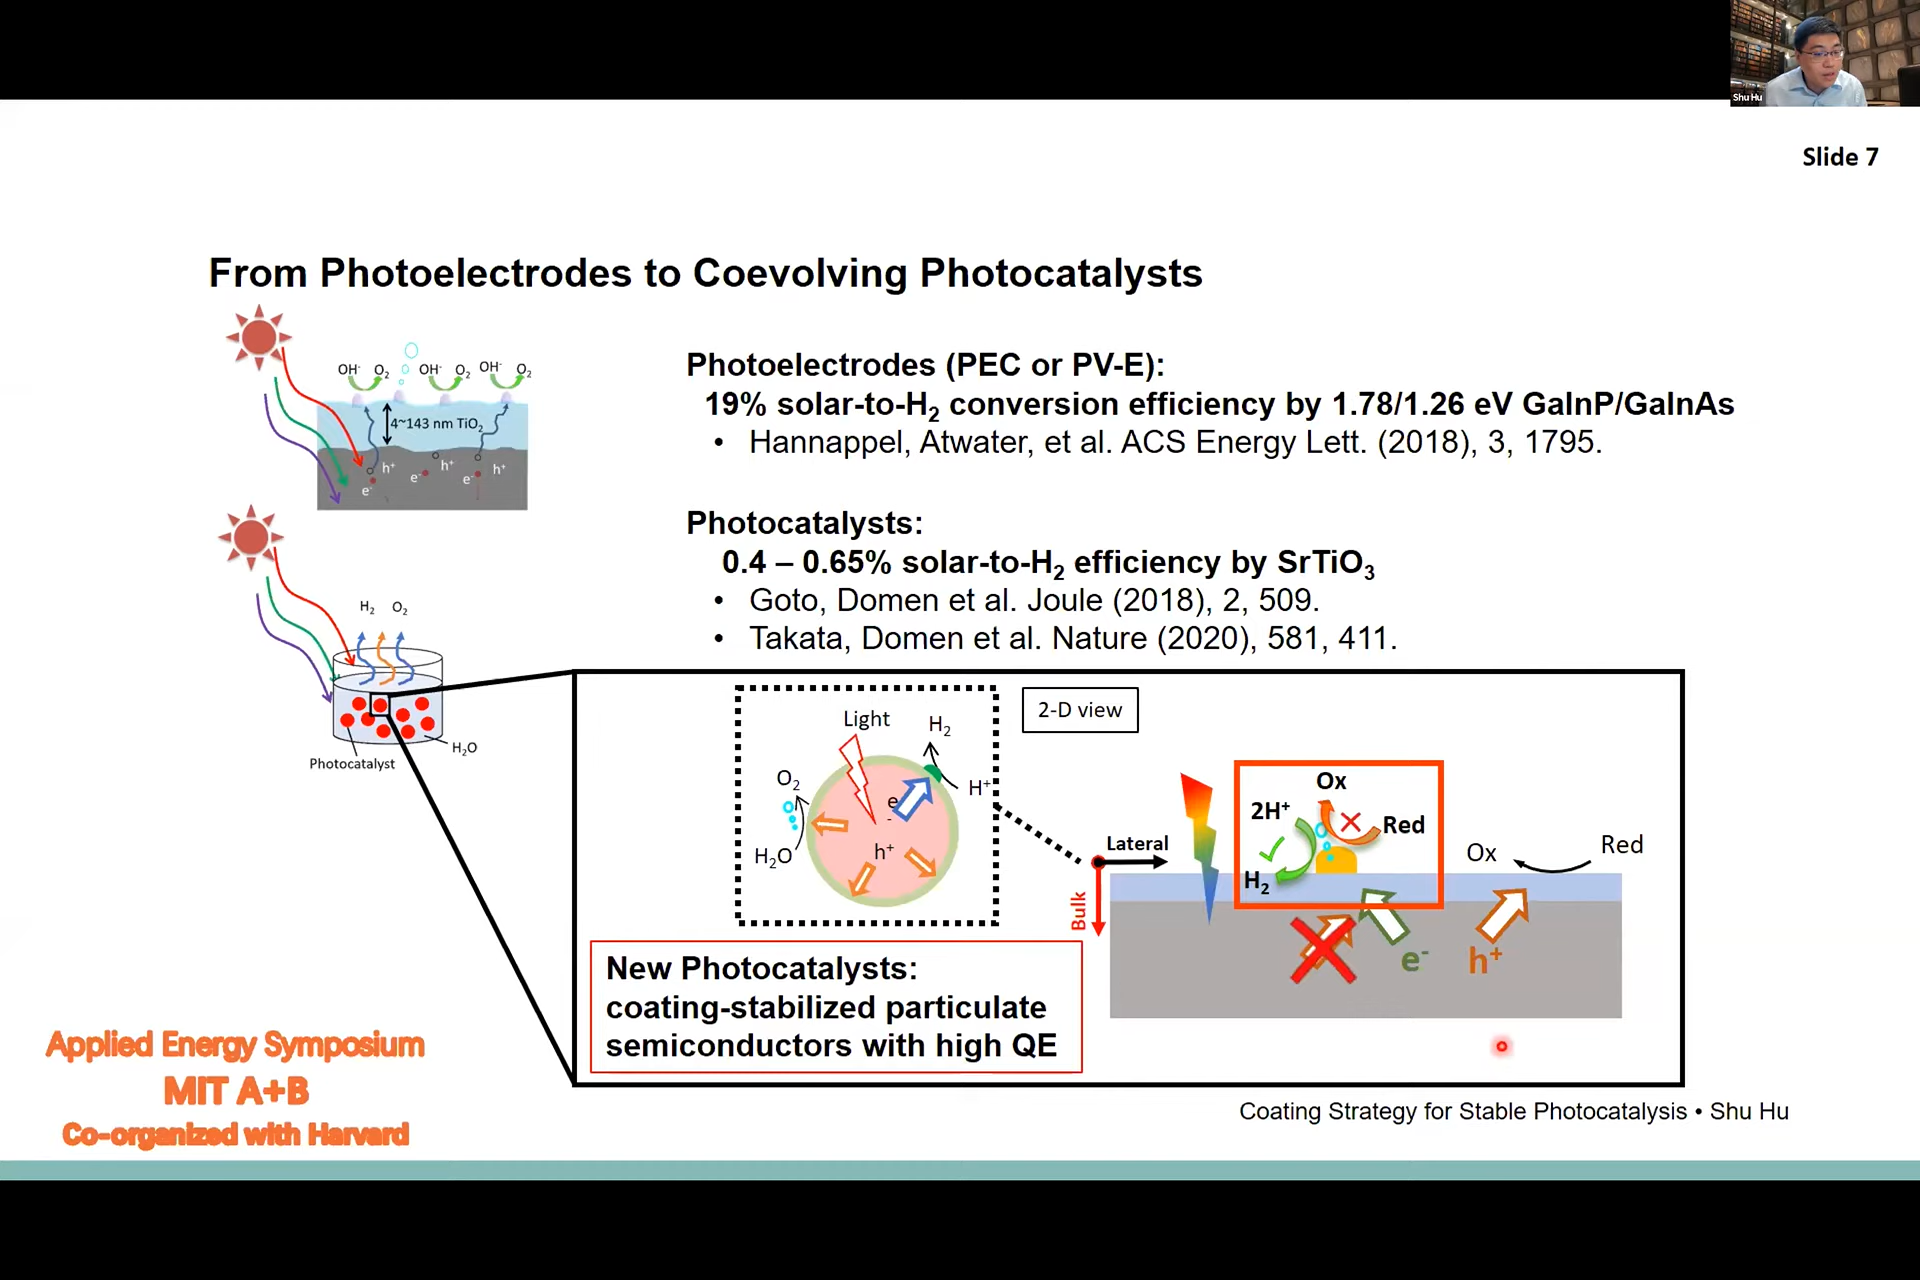 Shu Hu
Slide 7
From Photoelectrodes to Coevolving Photocatalysts
OH⁻ O₂ OH⁻ O₂ OH⁻ O₂
4~143 nm TiO₂
h⁺ h⁺ h⁺
e⁻ e⁻ e⁻
Photoelectrodes (PEC or PV-E):
19% solar-to-H₂ conversion efficiency by 1.78/1.26 eV GaInP/GaInAs
• Hannappel, Atwater, et al. ACS Energy Lett. (2018), 3, 1795.
Photocatalysts:
0.4 – 0.65% solar-to-H₂ efficiency by SrTiO₃
• Goto, Domen et al. Joule (2018), 2, 509.
• Takata, Domen et al. Nature (2020), 581, 411.
H₂ O₂
H₂O
Photocatalyst
Light
H₂
O₂
H⁺
e
-
h⁺
H₂O
2-D view
Lateral
Bulk
Ox
2H⁺
Red
H₂
Ox
Red
e⁻
h⁺
New Photocatalysts:
coating-stabilized particulate
semiconductors with high QE
Applied Energy Symposium
MIT A+B
Co-organized with Harvard
Coating Strategy for Stable Photocatalysis • Shu Hu